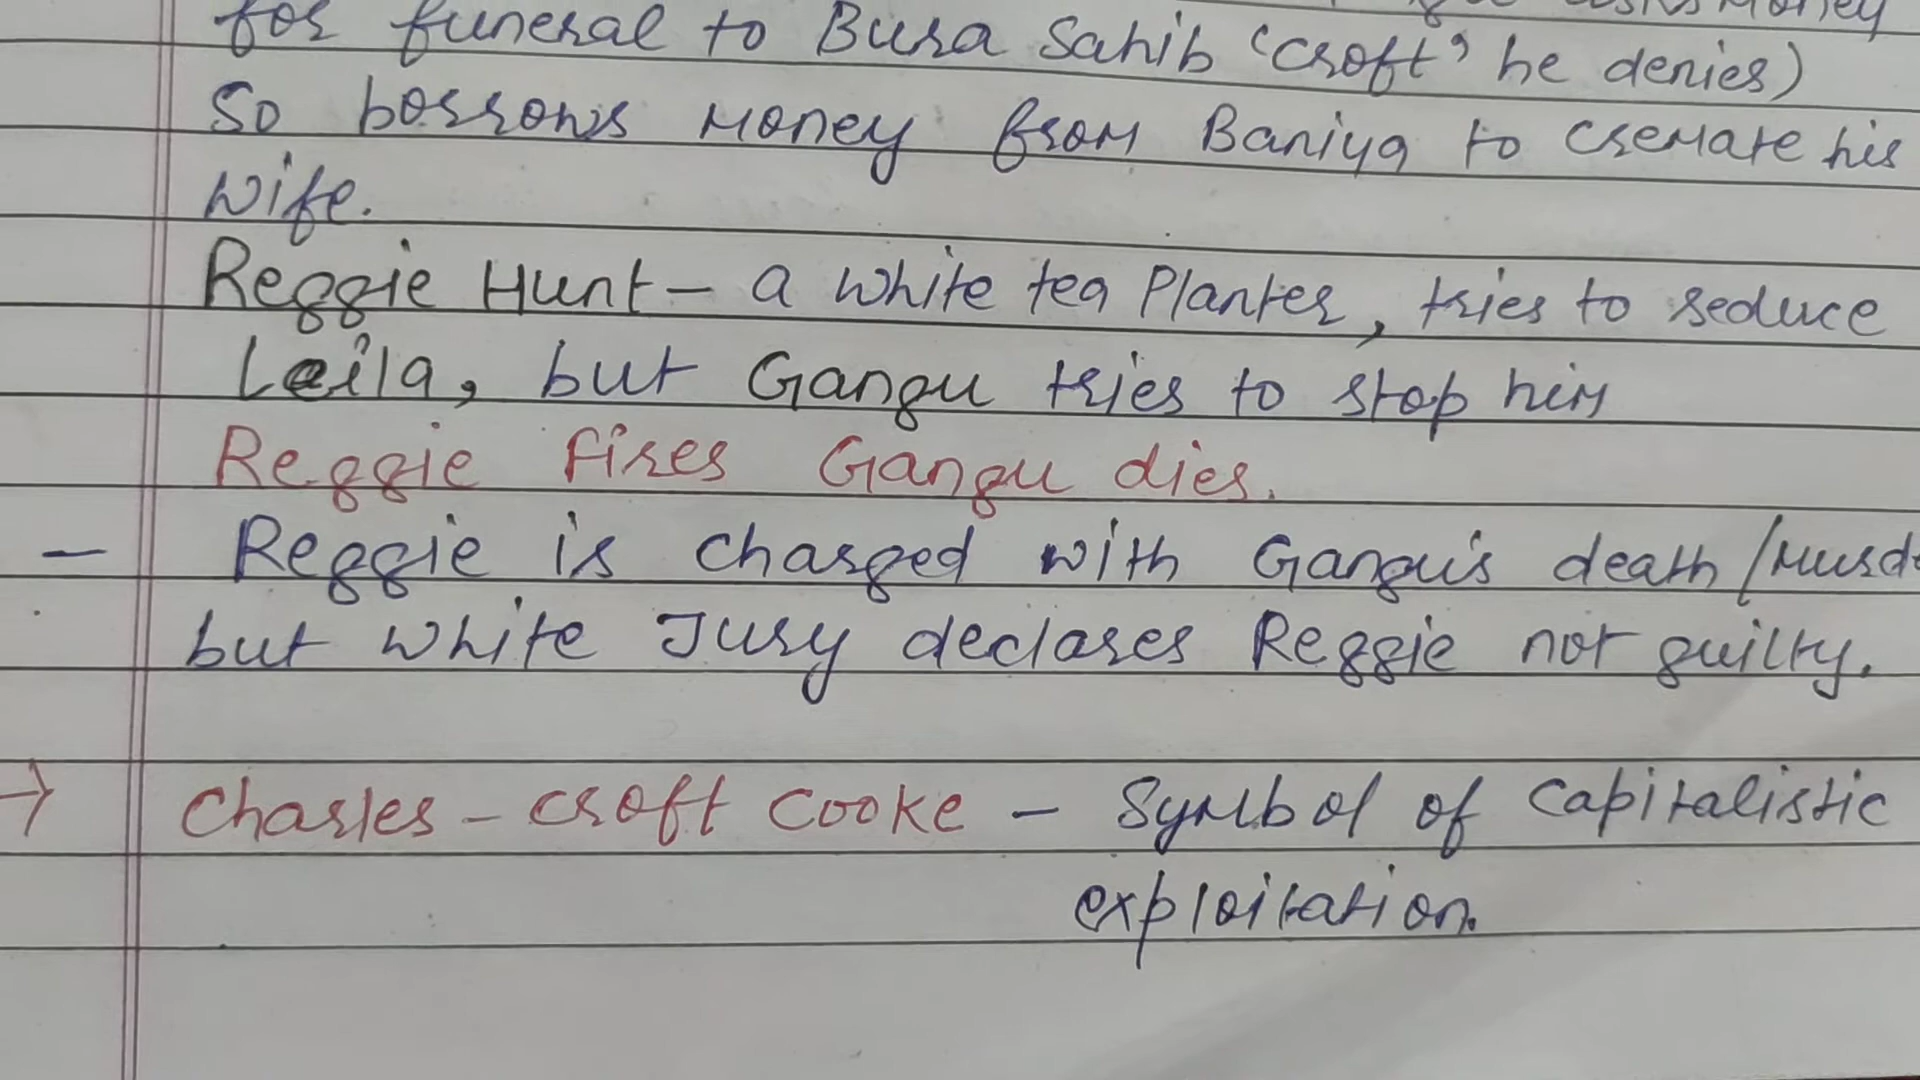 Money
for funeral to Bura Sahib 'Croft' he denies)
So borrows Money from Baniya to cremate his
wife.
Reggie Hunt - a white tea Planter, tries to seduce
Leila, but Gangu tries to stop him
Reggie fires Gangu dies.
- Reggie is charged with Gangu's death /
but white Jury declares Reggie not guilty.
→ Charles - Croft Cooke - Symbol of Capitalistic
exploitation.